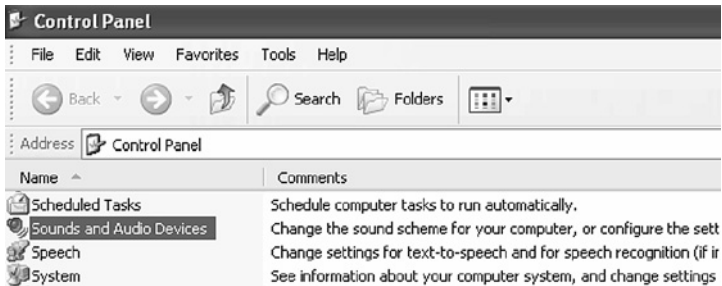 Control Panel
File Edit View Favorites Tools Help
Back Search Folders
Address Control Panel
Name Comments
Scheduled Tasks Schedule computer tasks to run automatically.
Sounds and Audio Devices Change the sound scheme for your computer, or configure the sett
Speech Change settings for text-to-speech and for speech recognition (if ir
System See information about your computer system, and change settings